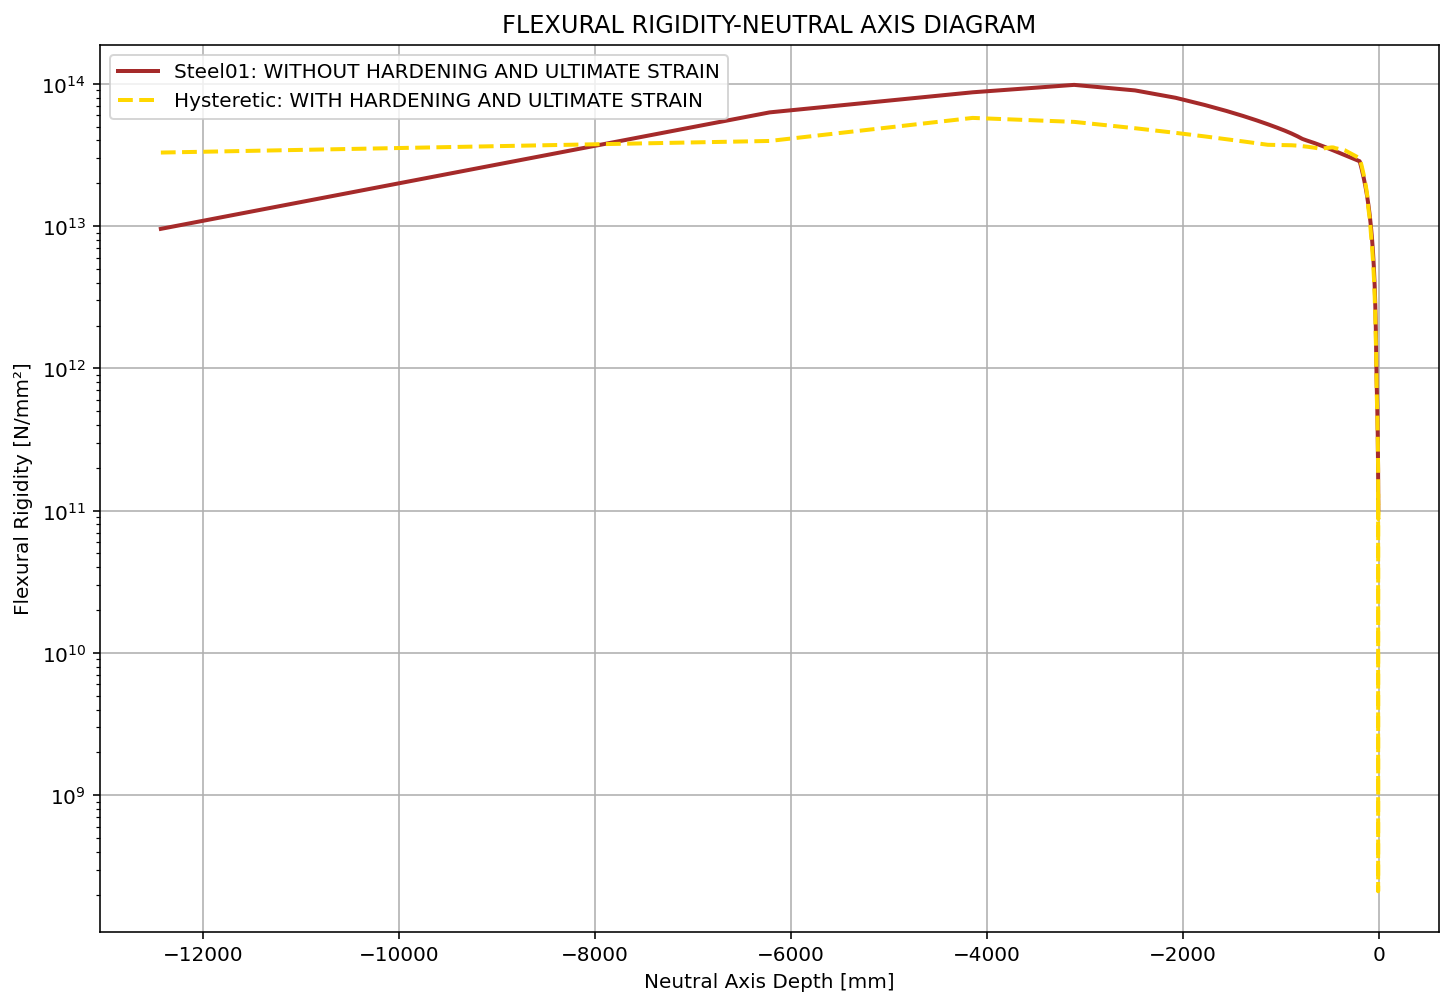 FLEXURAL RIGIDITY-NEUTRAL AXIS DIAGRAM
Steel01: WITHOUT HARDENING AND ULTIMATE STRAIN
Hysteretic: WITH HARDENING AND ULTIMATE STRAIN
10¹⁴
10¹³
10¹²
10¹¹
10¹⁰
10⁹
Flexural Rigidity [N/mm²]
−12000 −10000 −8000 −6000 −4000 −2000 0
Neutral Axis Depth [mm]